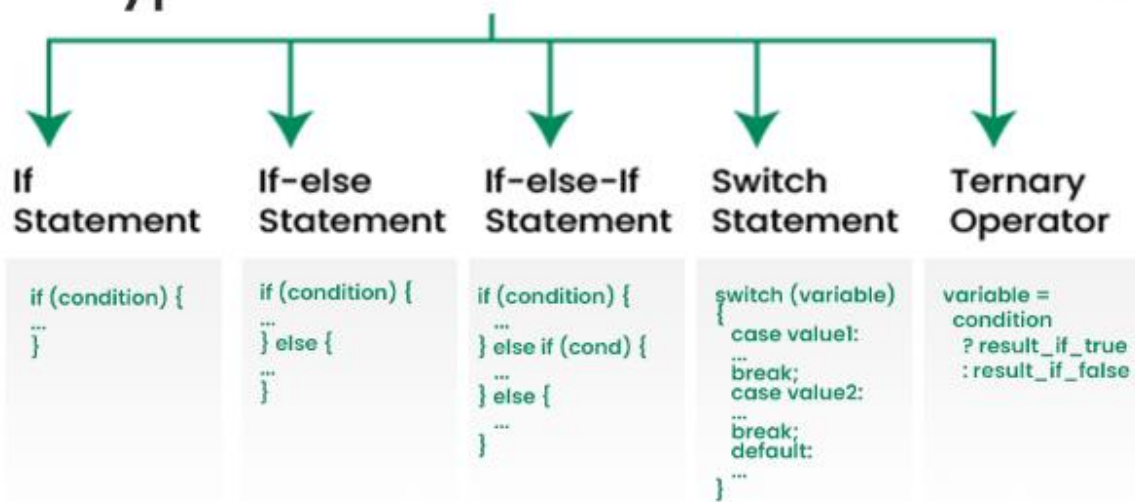 If
Statement
if (condition) {
...
}
If-else
Statement
if (condition) {
...
} else {
...
}
If-else-If
Statement
if (condition) {
...
} else if (cond) {
...
} else {
...
}
Switch
Statement
switch (variable)
{
case value1:
...
break;
case value2:
...
break;
default:
...
}
Ternary
Operator
variable =
condition
? result_if_true
: result_if_false